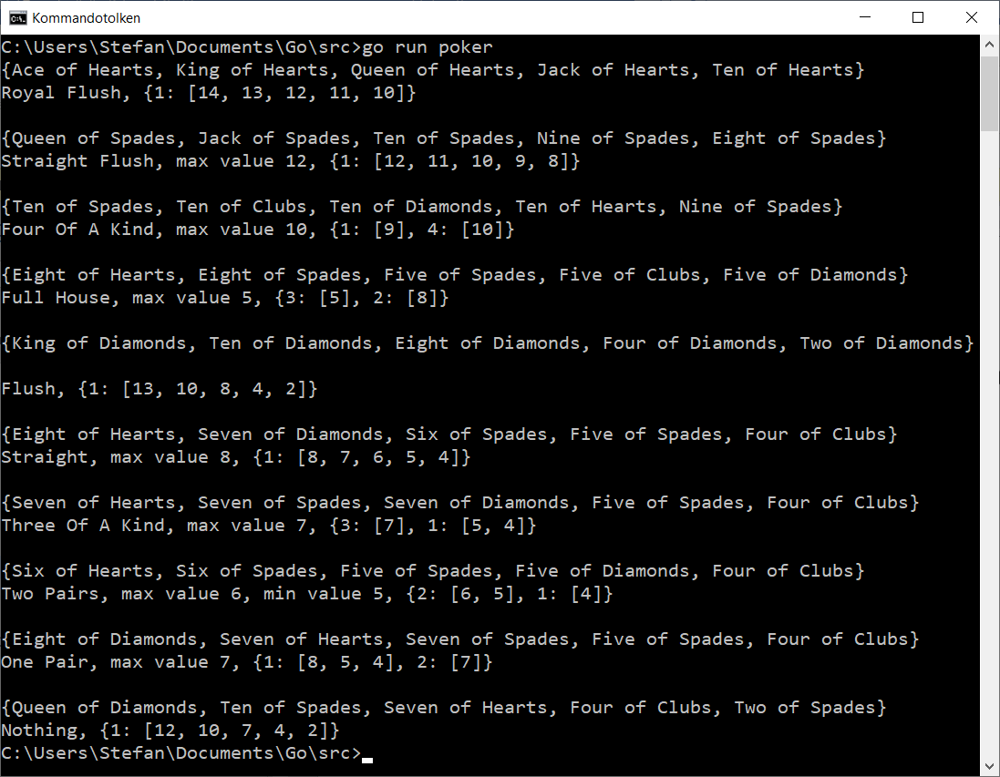 Kommandotolken
C:\Users\Stefan\Documents\Go\src>go run poker
{Ace of Hearts, King of Hearts, Queen of Hearts, Jack of Hearts, Ten of Hearts}
Royal Flush, {1: [14, 13, 12, 11, 10]}
{Queen of Spades, Jack of Spades, Ten of Spades, Nine of Spades, Eight of Spades}
Straight Flush, max value 12, {1: [12, 11, 10, 9, 8]}
{Ten of Spades, Ten of Clubs, Ten of Diamonds, Ten of Hearts, Nine of Spades}
Four Of A Kind, max value 10, {1: [9], 4: [10]}
{Eight of Hearts, Eight of Spades, Five of Spades, Five of Clubs, Five of Diamonds}
Full House, max value 5, {3: [5], 2: [8]}
{King of Diamonds, Ten of Diamonds, Eight of Diamonds, Four of Diamonds, Two of Diamonds}
Flush, {1: [13, 10, 8, 4, 2]}
{Eight of Hearts, Seven of Diamonds, Six of Spades, Five of Spades, Four of Clubs}
Straight, max value 8, {1: [8, 7, 6, 5, 4]}
{Seven of Hearts, Seven of Spades, Seven of Diamonds, Five of Spades, Four of Clubs}
Three Of A Kind, max value 7, {3: [7], 1: [5, 4]}
{Six of Hearts, Six of Spades, Five of Spades, Five of Diamonds, Four of Clubs}
Two Pairs, max value 6, min value 5, {2: [6, 5], 1: [4]}
{Eight of Diamonds, Seven of Hearts, Seven of Spades, Five of Spades, Four of Clubs}
One Pair, max value 7, {1: [8, 5, 4], 2: [7]}
{Queen of Diamonds, Ten of Spades, Seven of Hearts, Four of Clubs, Two of Spades}
Nothing, {1: [12, 10, 7, 4, 2]}
C:\Users\Stefan\Documents\Go\src>